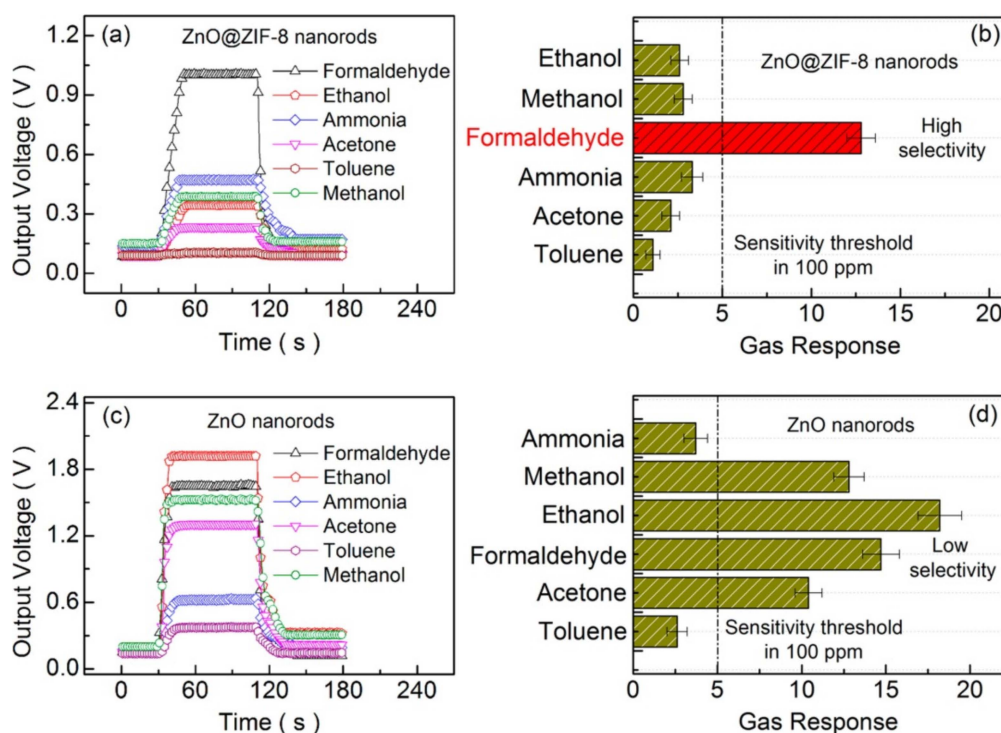 (a)
ZnO@ZIF-8 nanorods
Formaldehyde
Ethanol
Ammonia
Acetone
Toluene
Methanol
Output Voltage ( V )
1.2
0.9
0.6
0.3
0.0
0 60 120 180 240
Time ( s )
(b)
ZnO@ZIF-8 nanorods
Ethanol
Methanol
Formaldehyde
Ammonia
Acetone
Toluene
High
selectivity
Sensitivity threshold
in 100 ppm
0 5 10 15 20
Gas Response
(c)
ZnO nanorods
Formaldehyde
Ethanol
Ammonia
Acetone
Toluene
Methanol
Output Voltage ( V )
2.4
1.8
1.2
0.6
0.0
0 60 120 180 240
Time ( s )
(d)
ZnO nanorods
Ammonia
Methanol
Ethanol
Formaldehyde
Acetone
Toluene
Low
selectivity
Sensitivity threshold
in 100 ppm
0 5 10 15 20
Gas Response